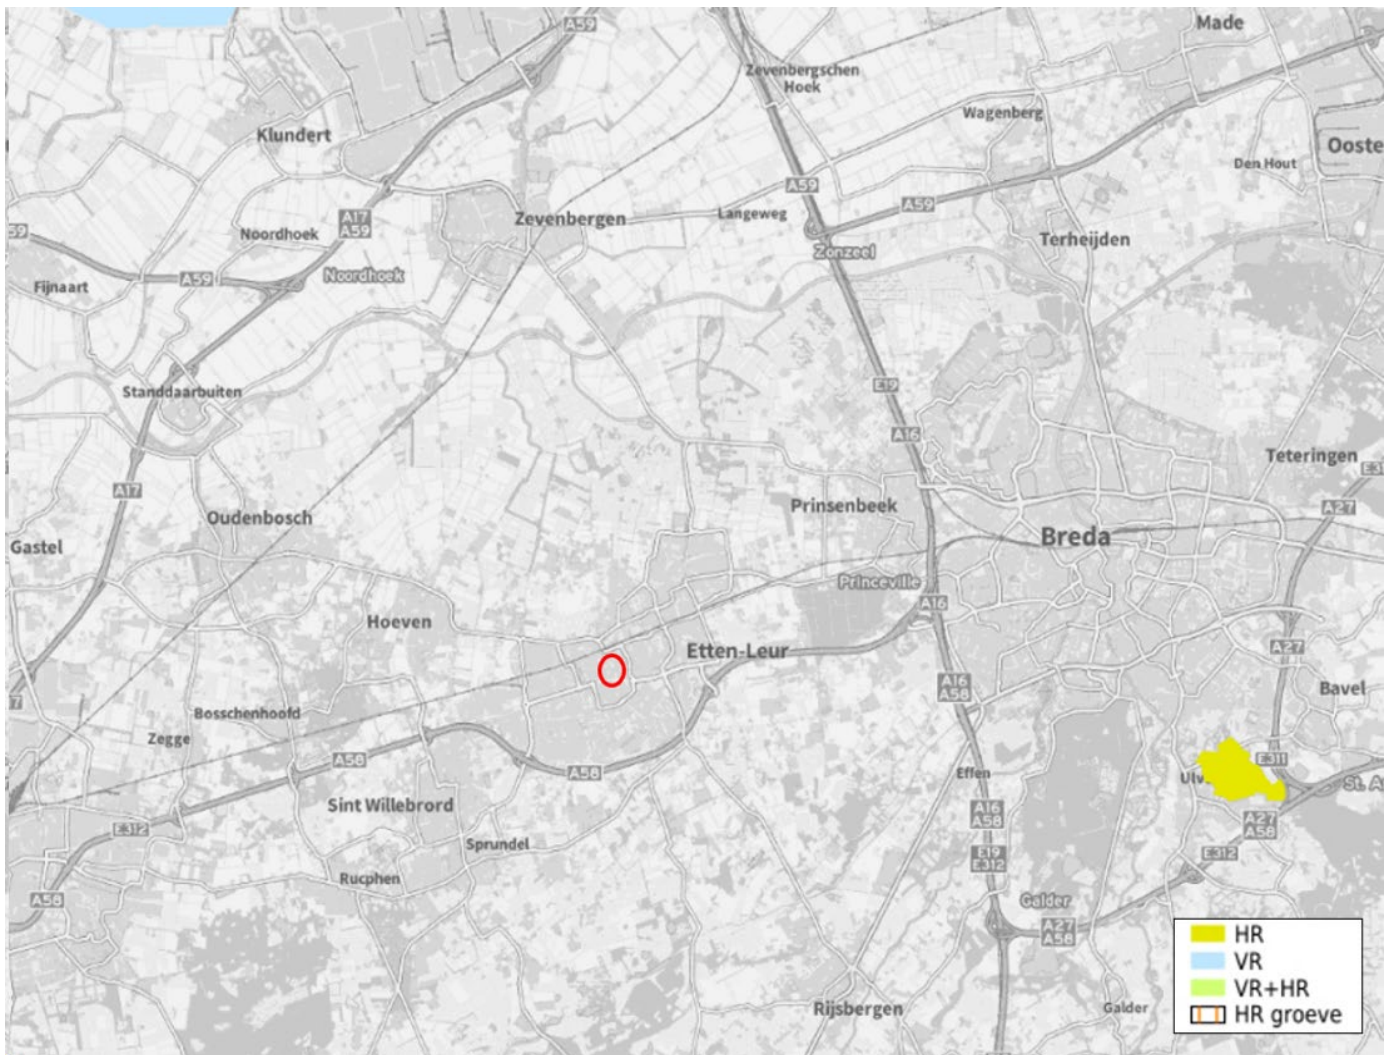 A59
Made
Zevenbergschen
Hoek
Wagenberg
Klundert
Ooste
Den Hout
A59
A17
A59
Zevenbergen
Langeweg
A59
59
Noordhoek
Terheijden
Zonzeel
A59
Noordhoek
Fijnaart
E19
Standdaarbuiten
A16
Teteringen
E31
A17
Prinsenbeek
A27
Oudenbosch
Breda
Gastel
Princeville
A16
Hoeven
Etten-Leur
A27
A16
A58
Bavel
Bosschenhoofd
Zegge
A58
A58
Effen
E311
Ulv
St. A
Sint Willebrord
A16
A58
A27
A58
E312
Sprundel
E19
E312
E312
Rucphen
A58
Galder
A27
A58
HR
VR
VR+HR
HR groeve
Rijsbergen
Galder